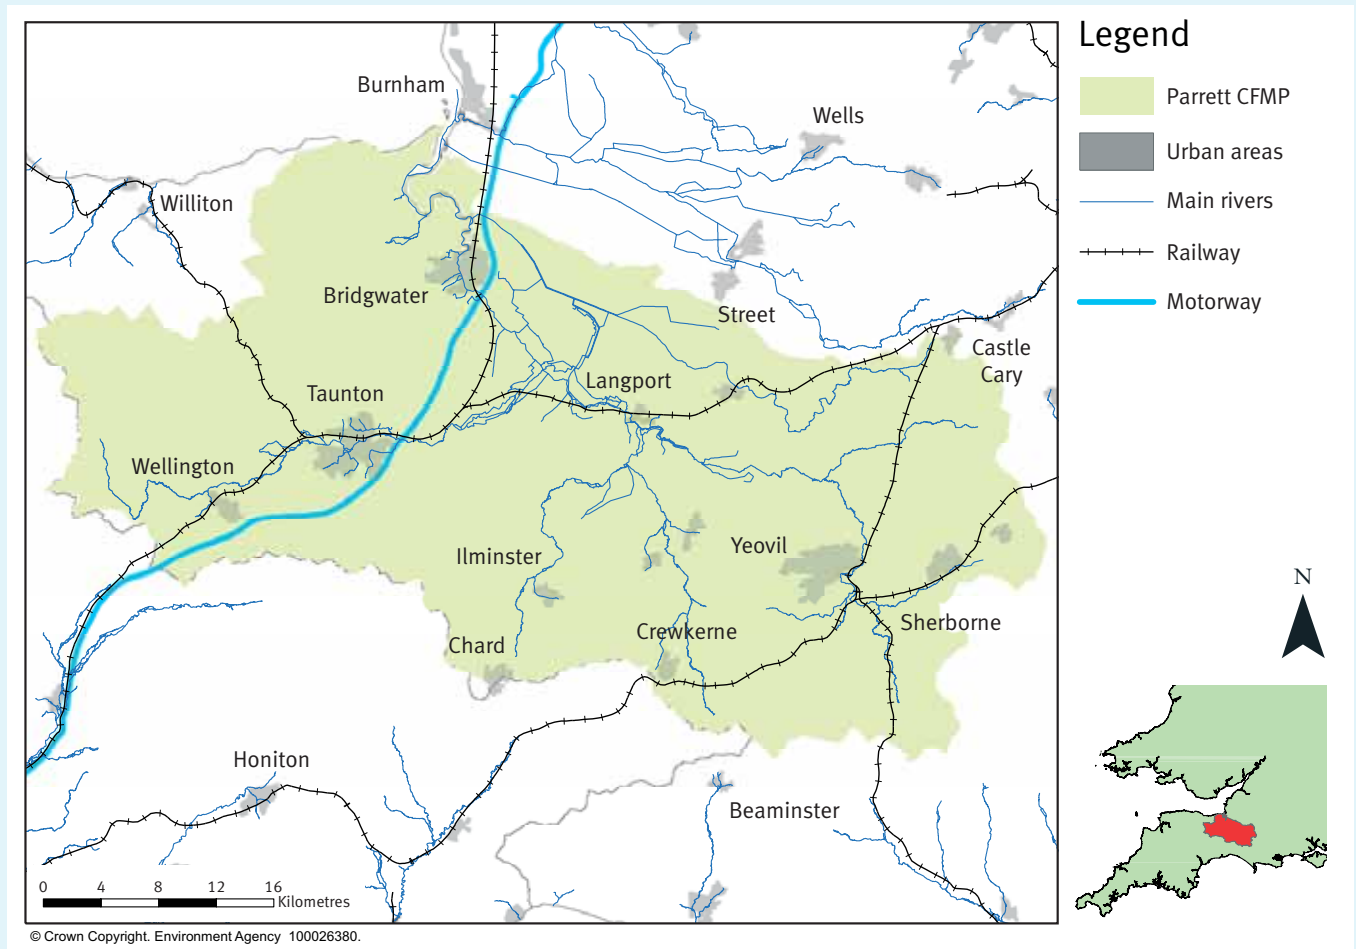 Legend
Parrett CFMP
Urban areas
Main rivers
Railway
Motorway
Burnham
Wells
Williton
Bridgwater
Street
Castle
Cary
Langport
Taunton
Wellington
Ilminster
Yeovil
Sherborne
Crewkerne
Chard
Honiton
Beaminster
N
0 4 8 12 16
Kilometres
© Crown Copyright. Environment Agency 100026380.